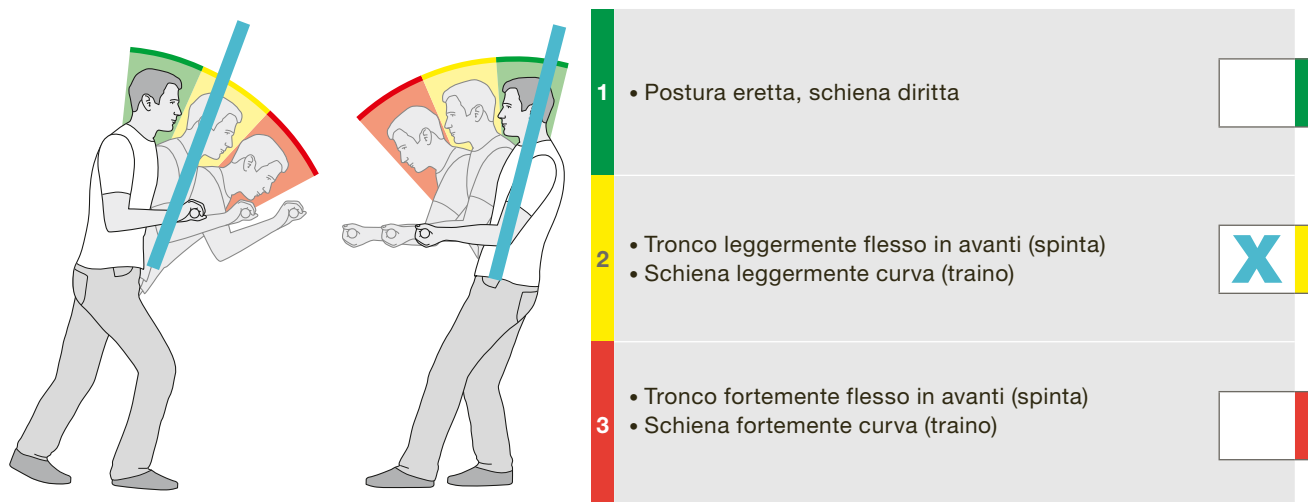 1
• Postura eretta, schiena diritta
2
• Tronco leggermente flesso in avanti (spinta)
• Schiena leggermente curva (traino)
X
3
• Tronco fortemente flesso in avanti (spinta)
• Schiena fortemente curva (traino)